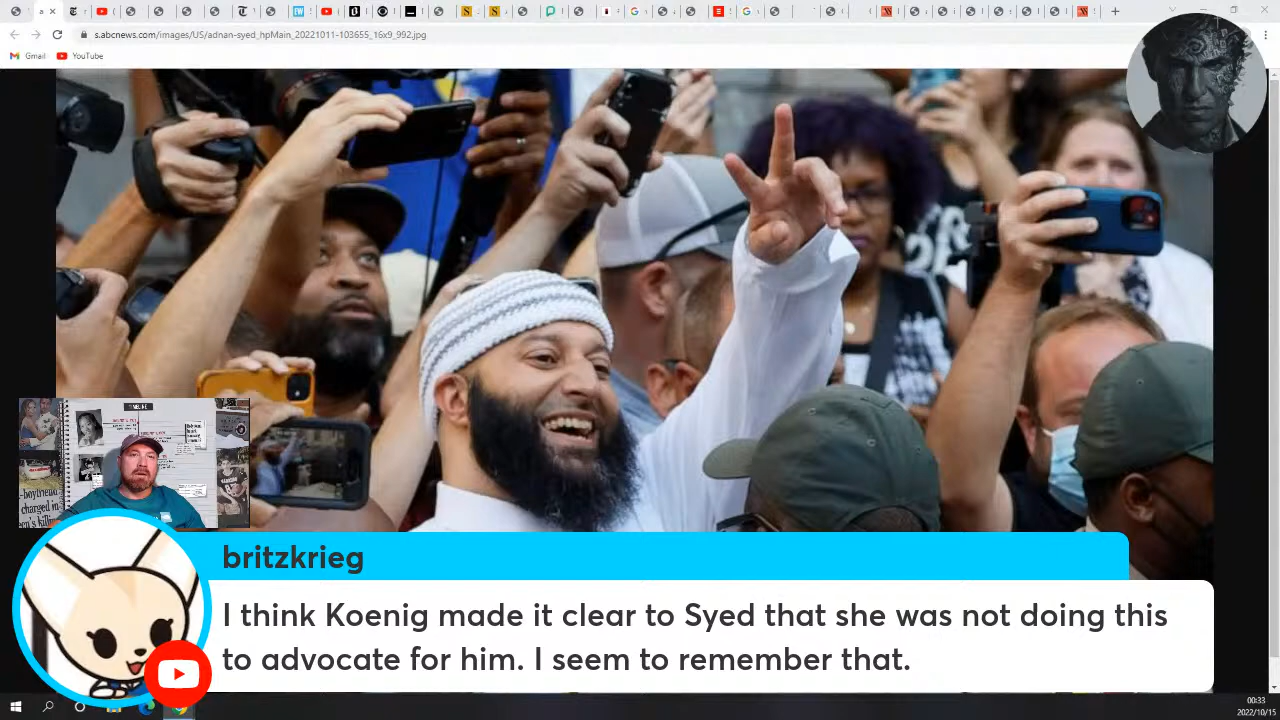 s.abcnews.com/images/US/adnan-syed_hpMain_20221011-103655_16x9_992.jpg
Gmail
YouTube
TIMELINE
britzkrieg
I think Koenig made it clear to Syed that she was not doing this
to advocate for him. I seem to remember that.
00:33
2022/10/15